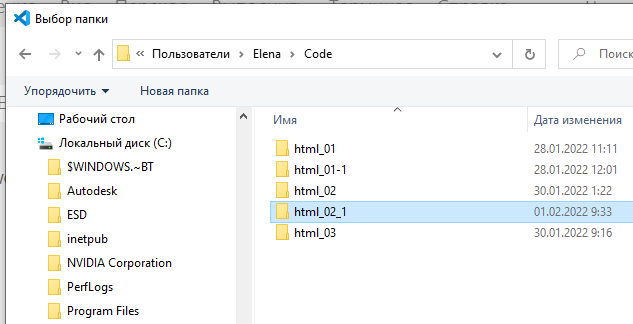 Выбор папки
« Пользователи › Elena › Code
Поиск
Упорядочить Новая папка
Имя Дата изменения
Рабочий стол
Локальный диск (C:)
$WINDOWS.~BT
Autodesk
ESD
inetpub
NVIDIA Corporation
PerfLogs
Program Files
html_01 28.01.2022 11:11
html_01-1 28.01.2022 12:01
html_02 30.01.2022 1:22
html_02_1 01.02.2022 9:33
html_03 30.01.2022 9:16